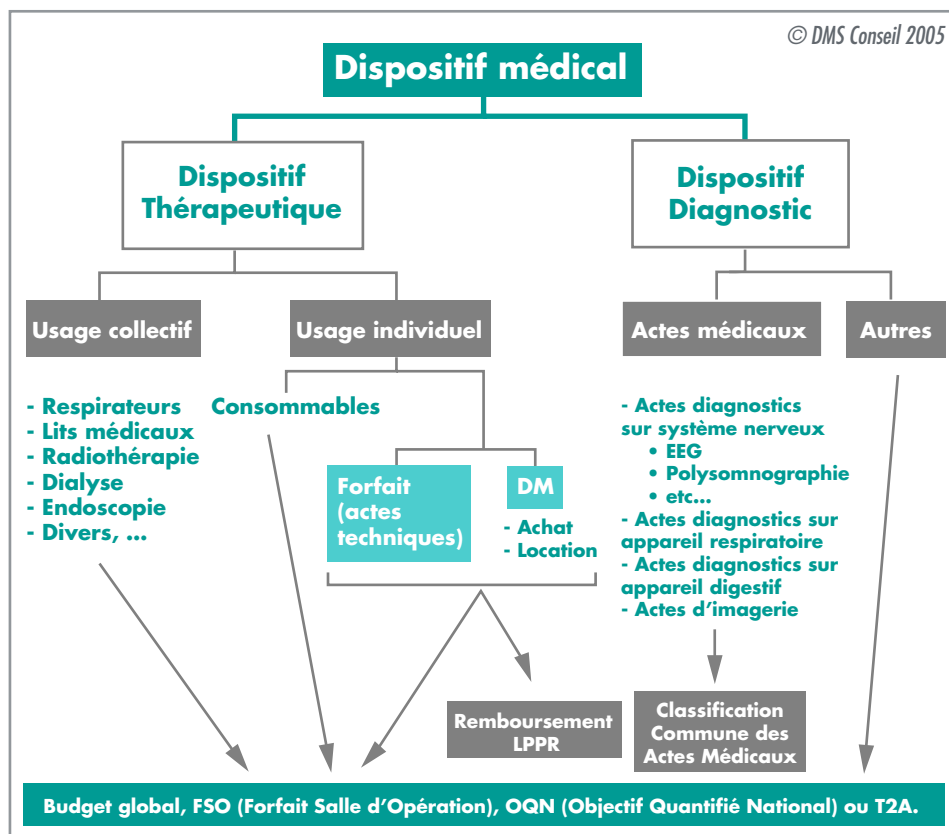 © DMS Conseil 2005
Dispositif médical
Dispositif
Thérapeutique
Dispositif
Diagnostic
Usage collectif
Usage individuel
Actes médicaux
Autres
- Respirateurs
- Lits médicaux
- Radiothérapie
- Dialyse
- Endoscopie
- Divers, ...
Consommables
Forfait
(actes
techniques)
DM
- Achat
- Location
- Actes diagnostics
sur système nerveux
• EEG
• Polysomnographie
• etc...
- Actes diagnostics sur
appareil respiratoire
- Actes diagnostics sur
appareil digestif
- Actes d'imagerie
Remboursement
LPPR
Classification
Commune des
Actes Médicaux
Budget global, FSO (Forfait Salle d'Opération), OQN (Objectif Quantifié National) ou T2A.